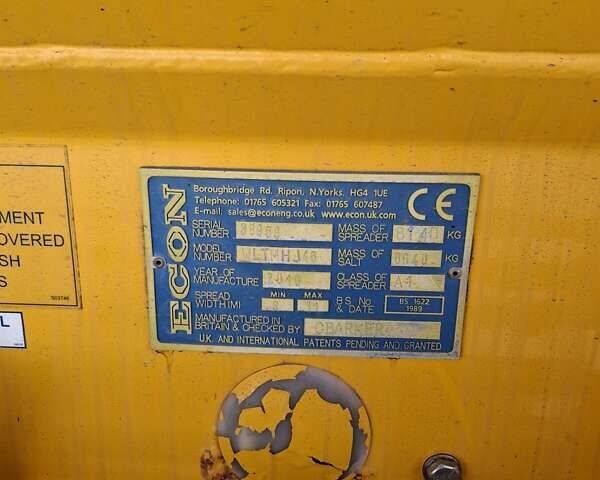 MENT
OVERED
SH
S
L
ECON
Boroughbridge Rd, Ripon, N.Yorks. HG4 1UE
Telephone: 01765 605321 Fax: 01765 607487
E-mail: sales@econeng.co.uk www.econ.uk.com
SERIAL NUMBER MASS OF SPREADER KG
MODEL NUMBER MASS OF SALT KG
YEAR OF MANUFACTURE CLASS OF SPREADER
SPREAD WIDTH(M) MIN MAX B.S. No & DATE BS 1622 1989
MANUFACTURED IN
BRITAIN & CHECKED BY
U.K. AND INTERNATIONAL PATENTS PENDING AND GRANTED
CE